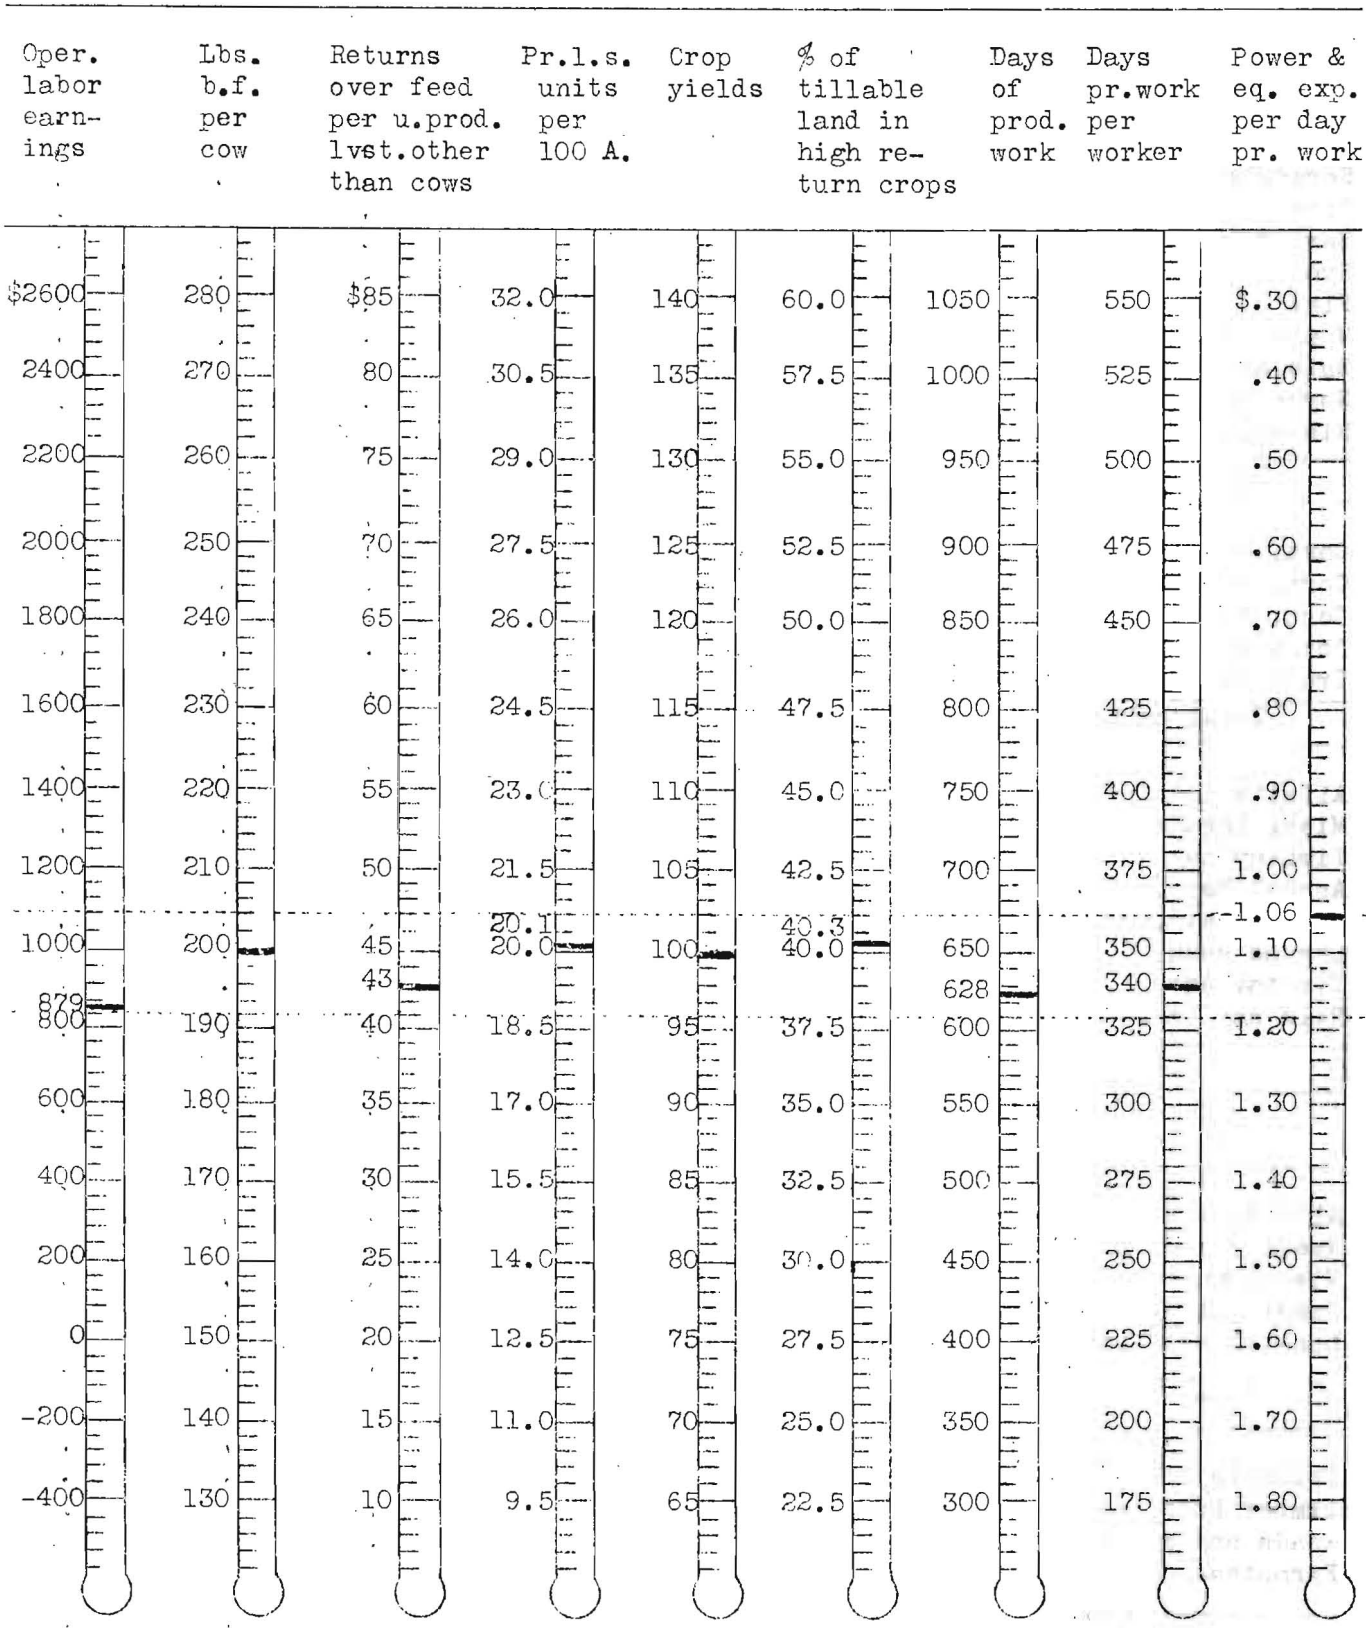 Oper. Lbs. Returns Pr.l.s. Crop % of Days Days Power &
labor b.f. over feed units yields tillable of pr.work eq. exp.
earn- per per u.prod. per land in prod. per per day
ings cow lvst.other 100 A. high re- work worker pr. work
than cows turn crops
$2600 280 $85 32.0 140 60.0 1050 550 $.30
2400 270 80 30.5 135 57.5 1000 525 .40
2200 260 75 29.0 130 55.0 950 500 .50
2000 250 70 27.5 125 52.5 900 475 .60
1800 240 65 26.0 120 50.0 850 450 .70
1600 230 60 24.5 115 47.5 800 425 .80
1400 220 55 23.0 110 45.0 750 400 .90
1200 210 50 21.5 105 42.5 700 375 1.00
20.1 40.3 1.06
1000 200 45 20.0 100 40.0 650 350 1.10
43 628 340
879
800 190 40 18.5 95 37.5 600 325 1.20
600 180 35 17.0 90 35.0 550 300 1.30
400 170 30 15.5 85 32.5 500 275 1.40
200 160 25 14.0 80 30.0 450 250 1.50
0 150 20 12.5 75 27.5 400 225 1.60
-200 140 15 11.0 70 25.0 350 200 1.70
-400 130 10 9.5 65 22.5 300 175 1.80